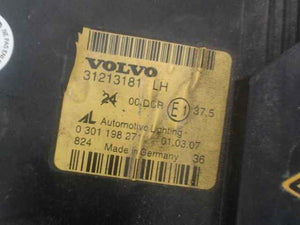 VOLVO
31213181 LH
24 00 DCR E1 37.5
AL Automotive Lighting
0 301 198 27 01.03.07
824 Made in Germany 36